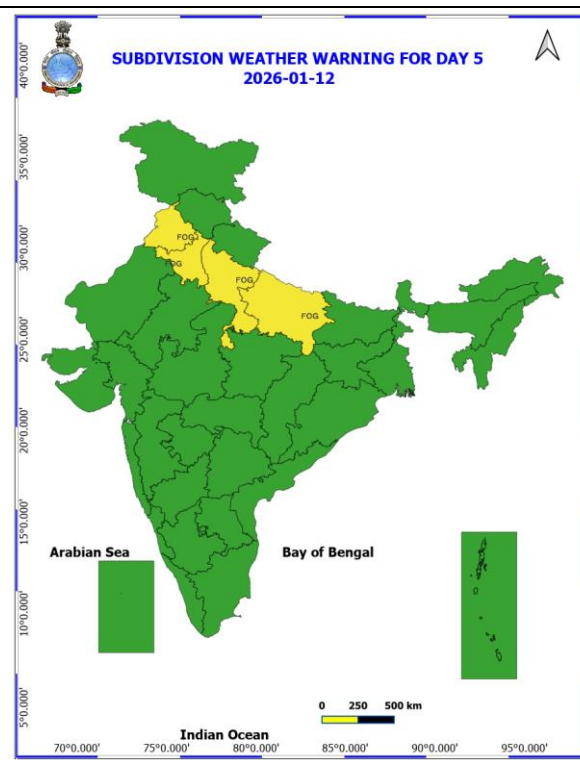 SUBDIVISION WEATHER WARNING FOR DAY 5
2026-01-12
40°0.000'
35°0.000'
30°0.000'
25°0.000'
20°0.000'
15°0.000'
10°0.000'
5°0.000'
FOG
FOG
FOG
FOG
Arabian Sea
Bay of Bengal
0 250 500 km
Indian Ocean
70°0.000' 75°0.000' 80°0.000' 85°0.000' 90°0.000' 95°0.000'